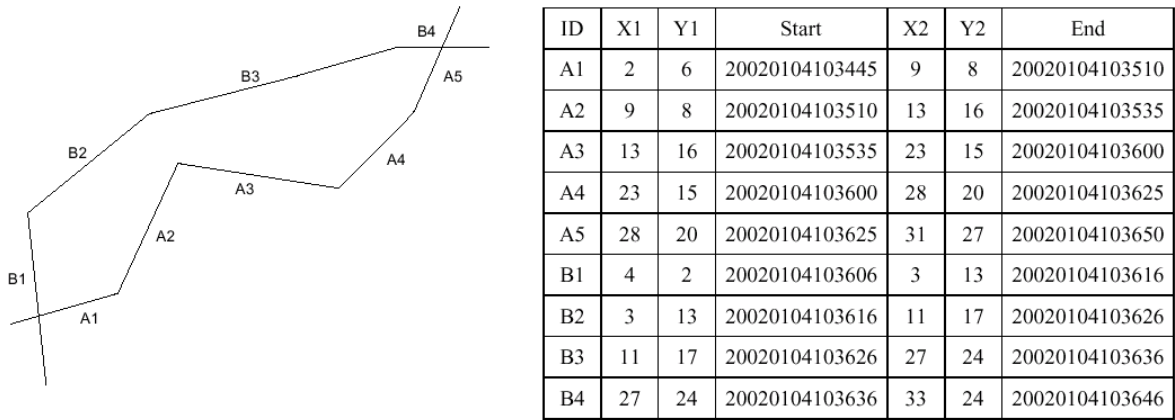 B4
B3
A5
B2
A4
A3
A2
B1
A1
ID X1 Y1 Start X2 Y2 End
A1 2 6 20020104103445 9 8 20020104103510
A2 9 8 20020104103510 13 16 20020104103535
A3 13 16 20020104103535 23 15 20020104103600
A4 23 15 20020104103600 28 20 20020104103625
A5 28 20 20020104103625 31 27 20020104103650
B1 4 2 20020104103606 3 13 20020104103616
B2 3 13 20020104103616 11 17 20020104103626
B3 11 17 20020104103626 27 24 20020104103636
B4 27 24 20020104103636 33 24 20020104103646